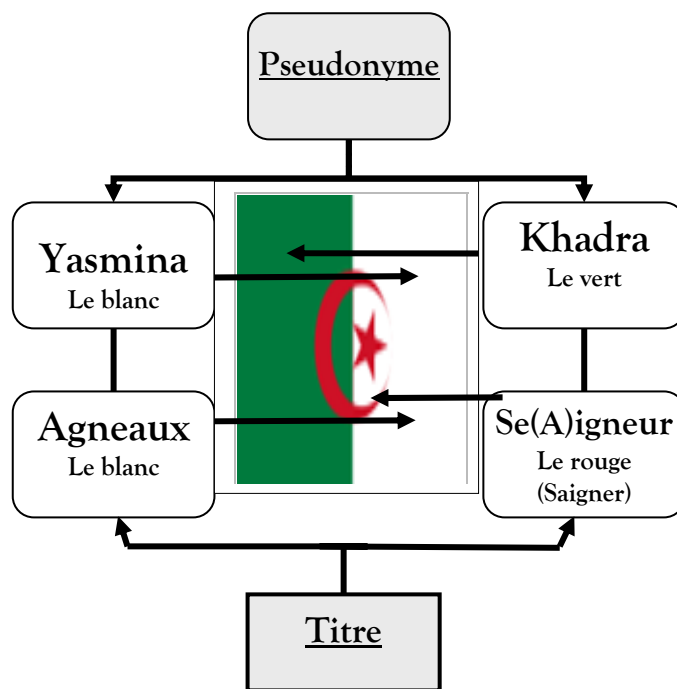 Pseudonyme
Yasmina
Le blanc
Khadra
Le vert
Agneaux
Le blanc
Se(A)igneur
Le rouge
(Saigner)
Titre